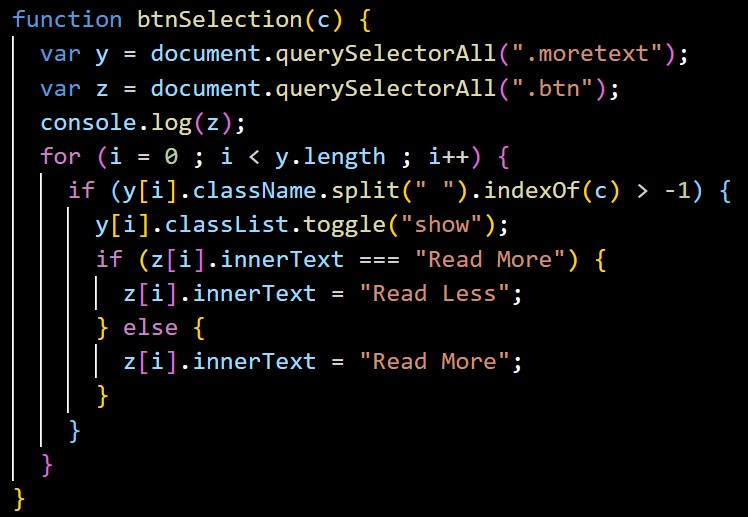 function btnSelection(c) {
  var y = document.querySelectorAll(".moretext");
  var z = document.querySelectorAll(".btn");
  console.log(z);
  for (i = 0 ; i < y.length ; i++) {
    if (y[i].className.split(" ").indexOf(c) > -1) {
      y[i].classList.toggle("show");
      if (z[i].innerText === "Read More") {
        z[i].innerText = "Read Less";
      } else {
        z[i].innerText = "Read More";
      }
    }
  }
}